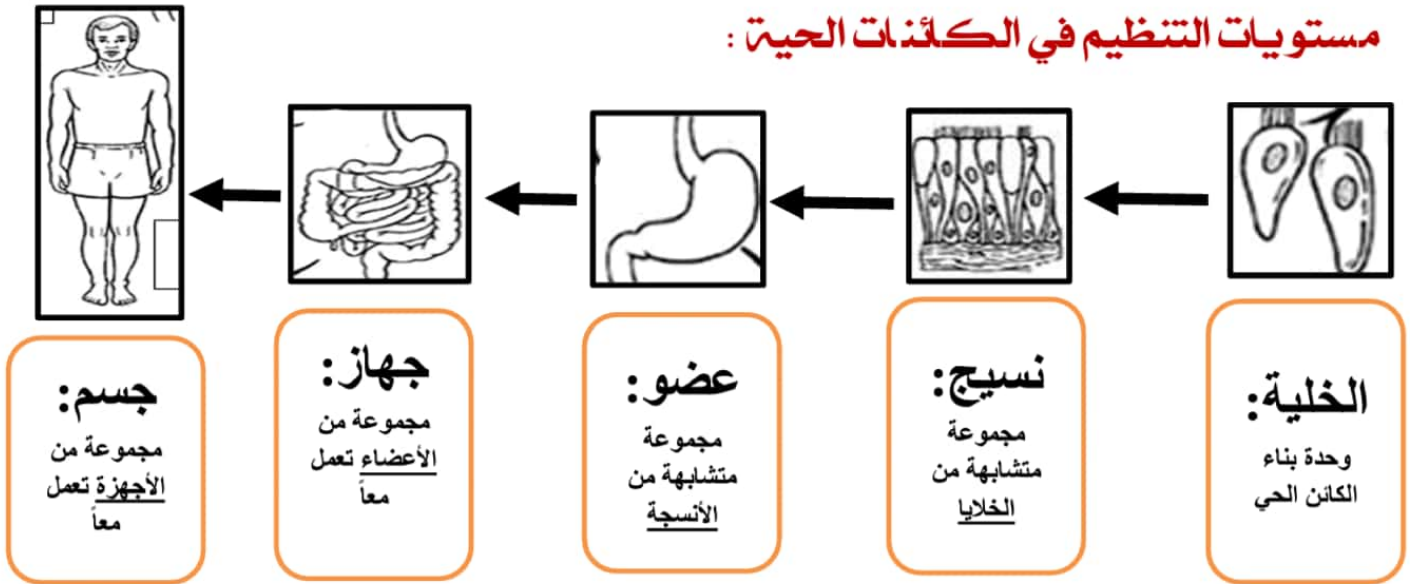 مستويات التنظيم في الكائنات الحية :
الخلية:
وحدة بناء
الكائن الحي
نسيج:
مجموعة
متشابهة من
الخلايا
عضو:
مجموعة
متشابهة من
الأنسجة
جهاز:
مجموعة من
الأعضاء تعمل
معاً
جسم:
مجموعة من
الأجهزة تعمل
معاً